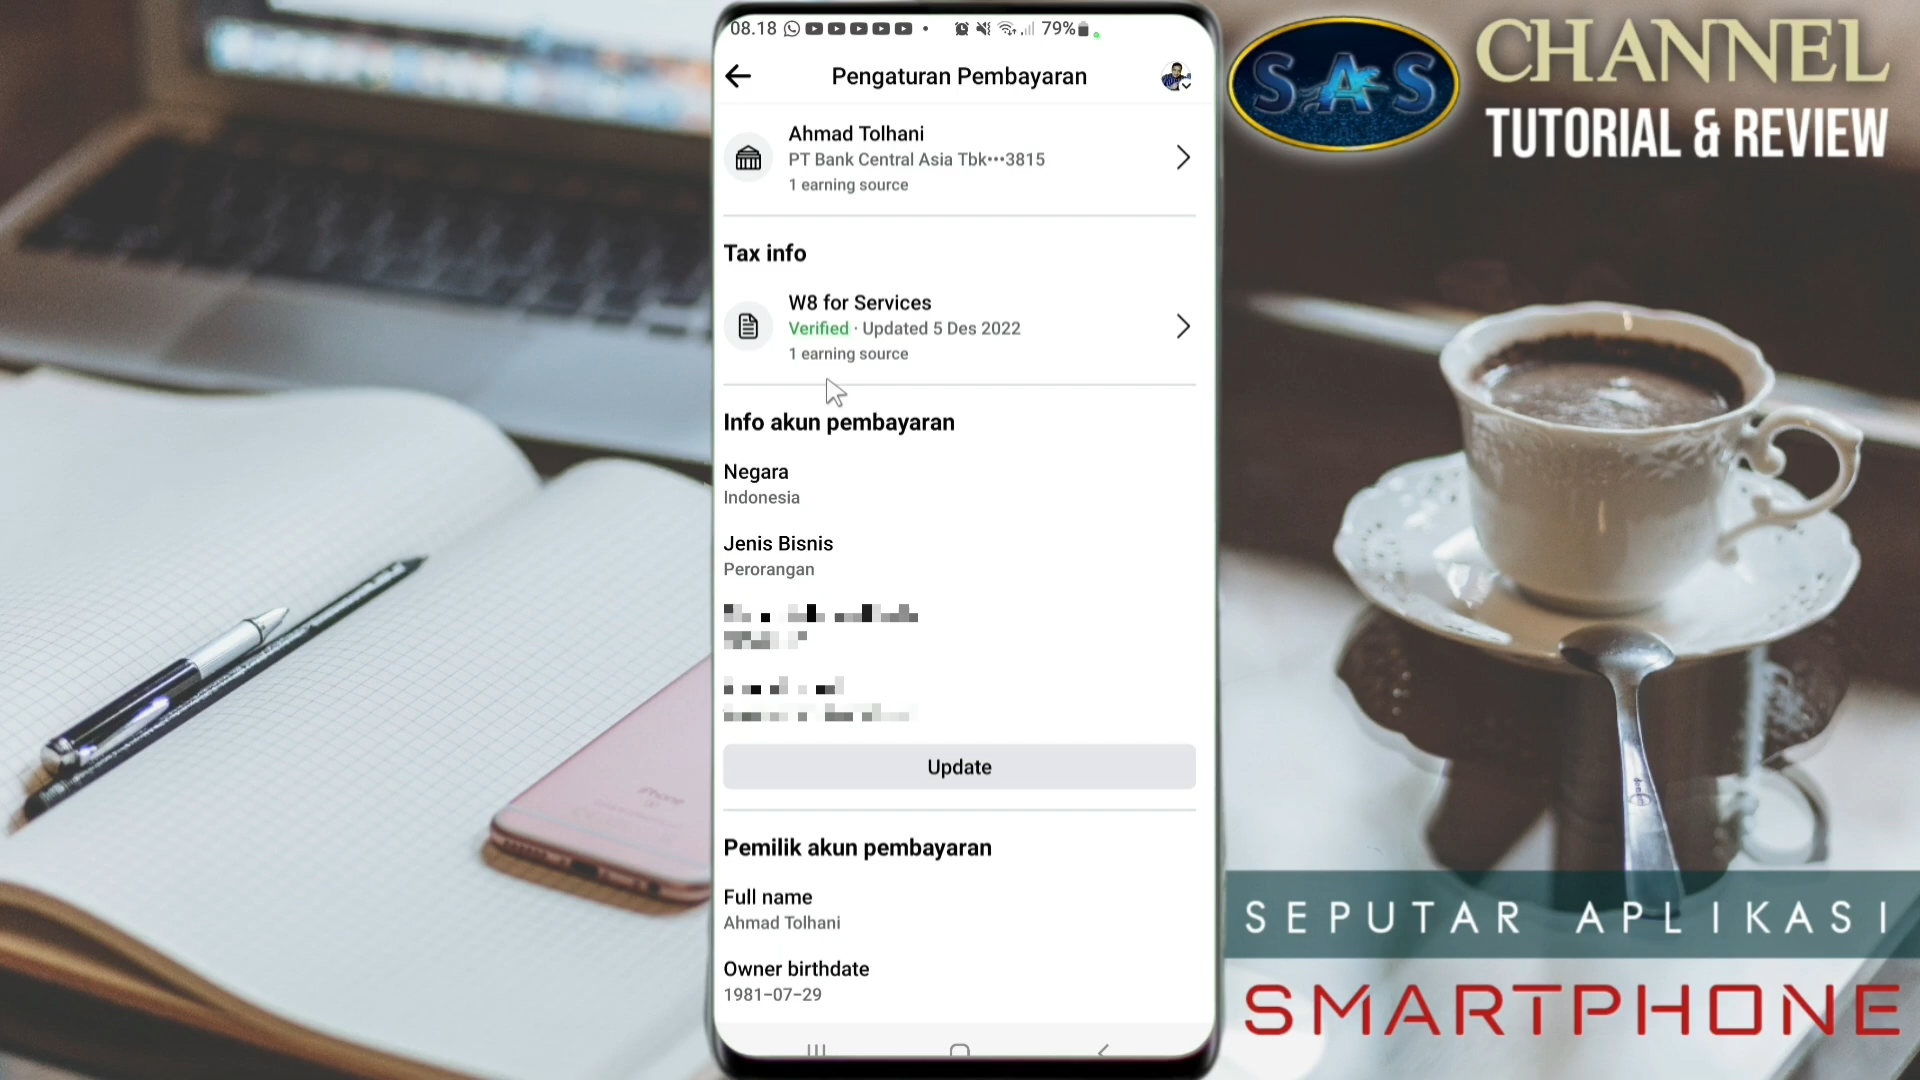 08.18
79%
Pengaturan Pembayaran
Ahmad Tolhani
PT Bank Central Asia Tbk•••3815
1 earning source
Tax info
W8 for Services
Verified · Updated 5 Des 2022
1 earning source
Info akun pembayaran
Negara
Indonesia
Jenis Bisnis
Perorangan
Update
Pemilik akun pembayaran
Full name
Ahmad Tolhani
Owner birthdate
1981-07-29
SAS
CHANNEL
TUTORIAL & REVIEW
SEPUTAR APLIKASI
SMARTPHONE
iPhone